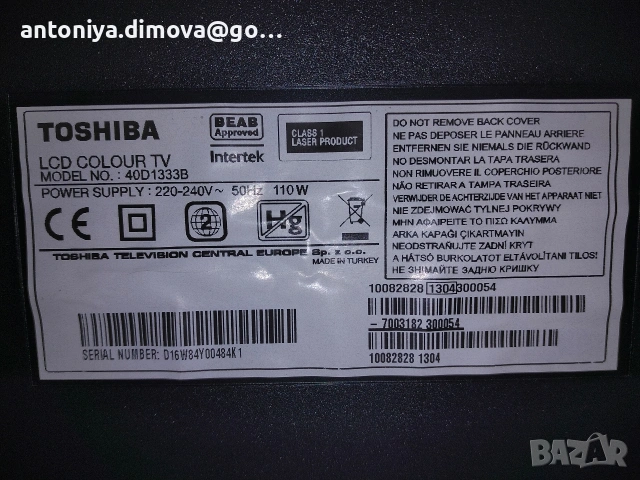 antoniya.dimova@go...
TOSHIBA
BEAB
Approved
Intertek
CLASS 1
LASER PRODUCT
LCD COLOUR TV
MODEL NO. : 40D1333B
POWER SUPPLY : 220-240V~ 50Hz 110W
CE
2
Hg
TOSHIBA TELEVISION CENTRAL EUROPE Sp. z o.o.
MADE IN TURKEY
SERIAL NUMBER: D16W84Y00484K1
DO NOT REMOVE BACK COVER
NE PAS DEPOSER LE PANNEAU ARRIERE
ENTFERNEN SIE NIEMALS DIE RÜCKWAND
NO DESMONTAR LA TAPA TRASERA
NON RIMUOVERE IL COPERCHIO POSTERIORE
NÃO RETIRAR A TAMPA TRASEIRA
VERWIJDER DE ACHTERZIJDE VAN HET APPARAAT NIET
NIE ZDEJMOWAĆ TYLNEJ POKRYWY
ΜΗΝ ΑΦΑΙΡΕΙΤΕ ΤΟ ΠΙΣΩ ΚΑΛΥΜΜΑ
ARKA KAPAĞI ÇIKARTMAYIN
NEODSTRAŇUJTE ZADNÍ KRYT
A HÁTSÓ BURKOLATOT ELTÁVOLÍTANI TILOS!
НЕ СНИМАЙТЕ ЗАДНЮ КРИШКУ
10082828 1304 300054
-7003182 300054
10082828 1304
BAZAR